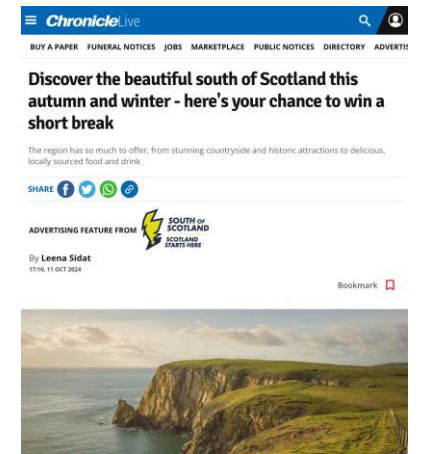 ChronicleLive
BUY A PAPER FUNERAL NOTICES JOBS MARKETPLACE PUBLIC NOTICES DIRECTORY ADVERTIS
Discover the beautiful south of Scotland this
autumn and winter - here's your chance to win a
short break
The region has so much to offer, from stunning countryside and historic attractions to delicious,
locally sourced food and drink
SHARE
ADVERTISING FEATURE FROM
SOUTH OF
SCOTLAND
SCOTLAND
STARTS HERE
By Leena Sidat
17:10, 11 OCT 2024
Bookmark